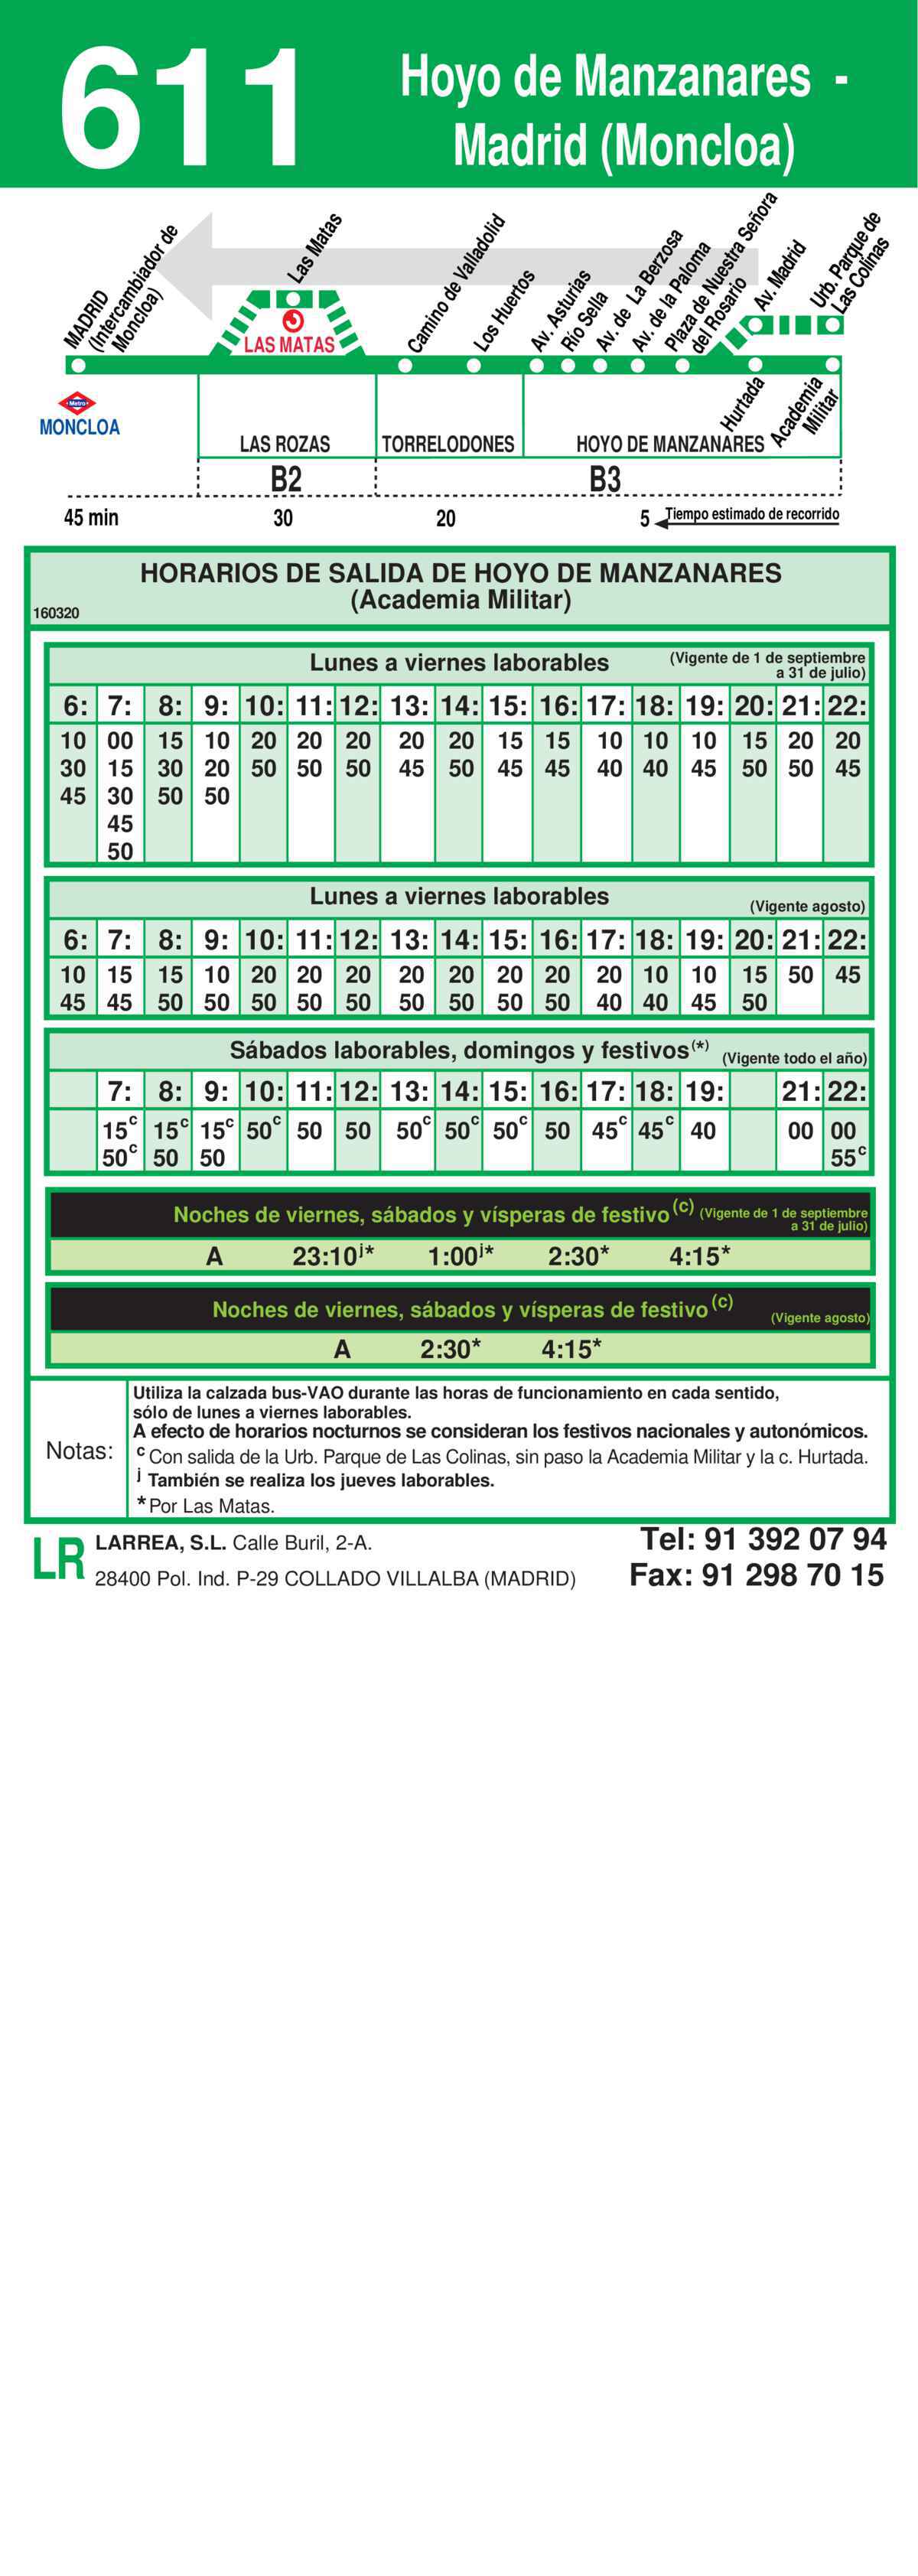 611
Hoyo de Manzanares -
Madrid (Moncloa)
MADRID
(Intercambiador de
Moncloa)
Las Matas
Camino de Valladolid
Los Huertos
Av. Asturias
Río Sella
Av. de La Berzosa
Av. de la Paloma
Plaza de Nuestra Señora
del Rosario
Av. Madrid
Urb. Parque de
Las Colinas
LAS MATAS
Hurtada
Academia
Militar
Metro
MONCLOA
LAS ROZAS TORRELODONES HOYO DE MANZANARES
B2 B3
45 min 30 20 5 Tiempo estimado de recorrido
HORARIOS DE SALIDA DE HOYO DE MANZANARES
(Academia Militar)
160320
Lunes a viernes laborables (Vigente de 1 de septiembre
a 31 de julio)
6: 7: 8: 9: 10: 11: 12: 13: 14: 15: 16: 17: 18: 19: 20: 21: 22:
10 00 15 10 20 20 20 20 20 15 15 10 10 10 15 20 20
30 15 30 20 50 50 50 45 50 45 45 40 40 45 50 50 45
45 30 50 50
45
50
Lunes a viernes laborables (Vigente agosto)
6: 7: 8: 9: 10: 11: 12: 13: 14: 15: 16: 17: 18: 19: 20: 21: 22:
10 15 15 10 20 20 20 20 20 20 20 20 10 10 15 50 45
45 45 50 50 50 50 50 50 50 50 50 40 40 45 50
Sábados laborables, domingos y festivos(*) (Vigente todo el año)
7: 8: 9: 10: 11: 12: 13: 14: 15: 16: 17: 18: 19: 21: 22:
15c 15c 15c 50c 50 50 50c 50c 50c 50 45c 45c 40 00 00
50c 50 50 55c
Noches de viernes, sábados y vísperas de festivo (c) (Vigente de 1 de septiembre
a 31 de julio)
A 23:10j* 1:00j* 2:30* 4:15*
Noches de viernes, sábados y vísperas de festivo (c) (Vigente agosto)
A 2:30* 4:15*
Notas:
Utiliza la calzada bus-VAO durante las horas de funcionamiento en cada sentido,
sólo de lunes a viernes laborables.
A efecto de horarios nocturnos se consideran los festivos nacionales y autonómicos.
c Con salida de la Urb. Parque de Las Colinas, sin paso la Academia Militar y la c. Hurtada.
j También se realiza los jueves laborables.
* Por Las Matas.
LR LARREA, S.L. Calle Buril, 2-A. Tel: 91 392 07 94
28400 Pol. Ind. P-29 COLLADO VILLALBA (MADRID) Fax: 91 298 70 15